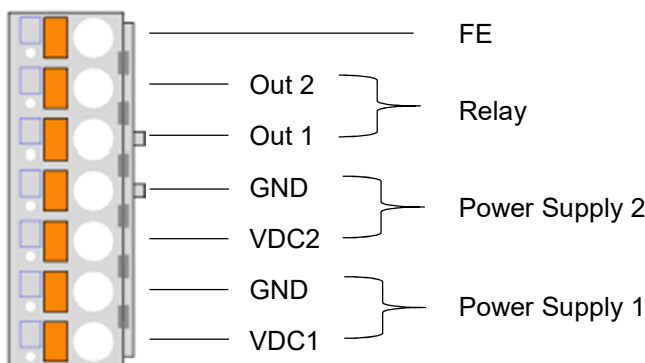 FE
Out 2
Out 1
Relay
GND
VDC2
Power Supply 2
GND
VDC1
Power Supply 1